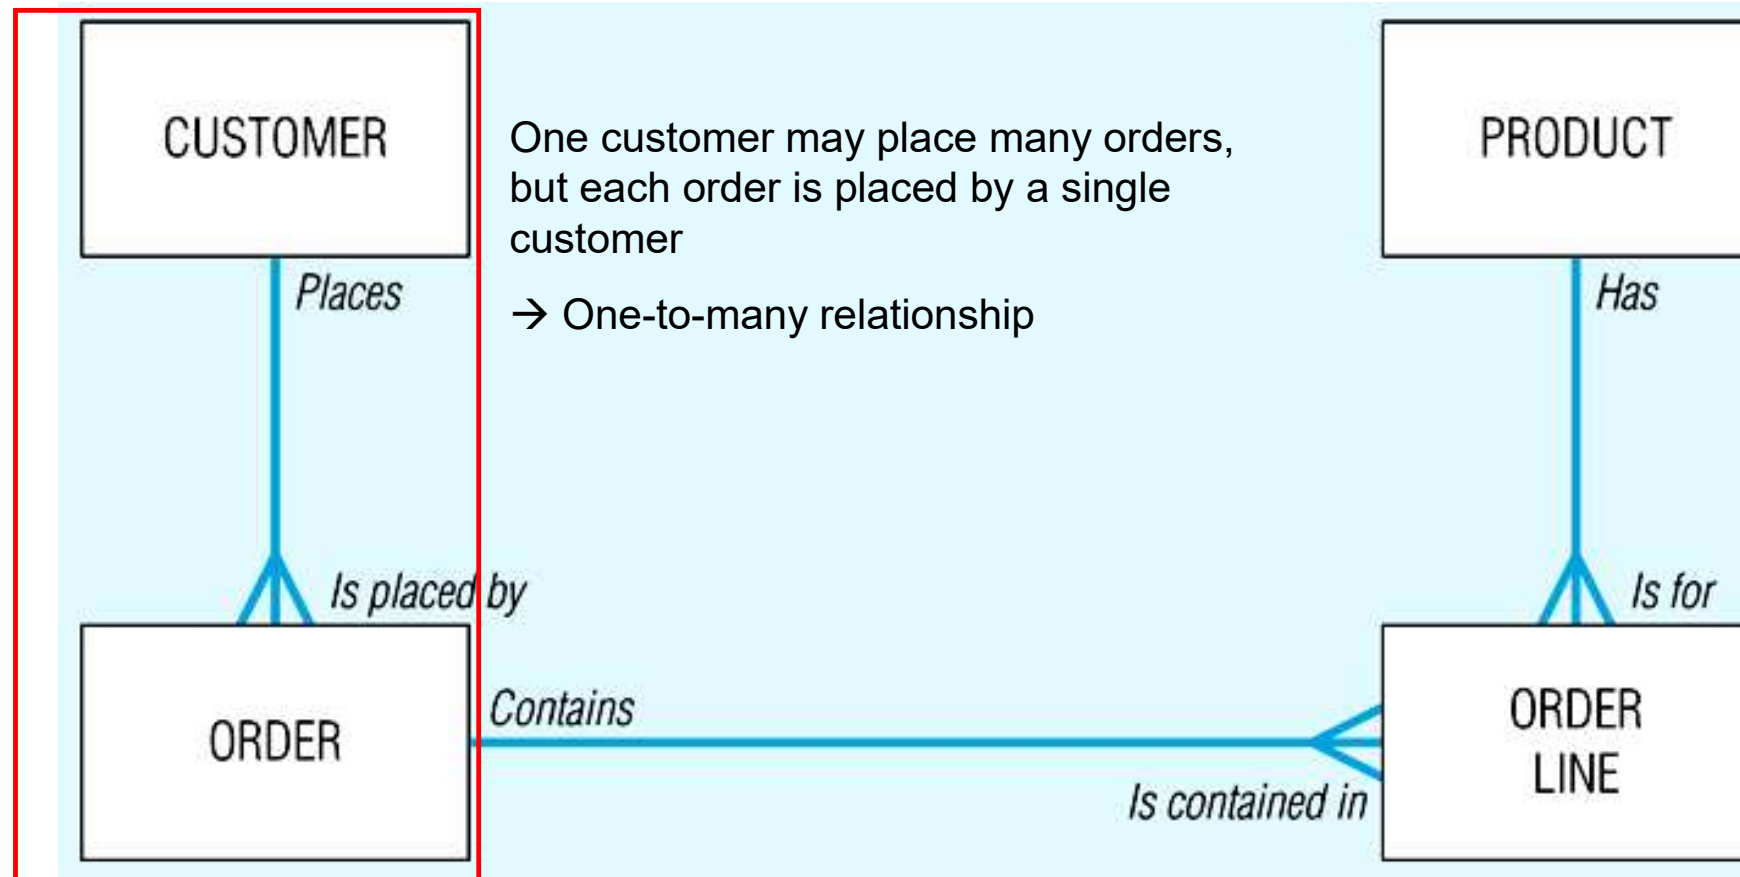 CUSTOMER
One customer may place many orders,
but each order is placed by a single
customer
→ One-to-many relationship
PRODUCT
Places
Has
Is placed by
Is for
ORDER
Contains
Is contained in
ORDER
LINE